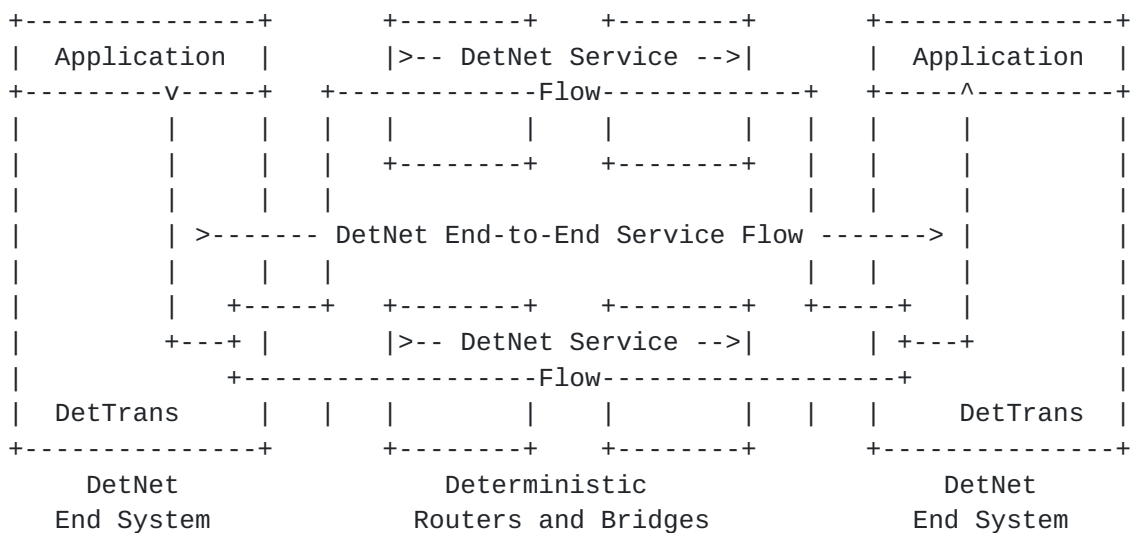 +---------------+       +--------+    +--------+       +---------------+
|  Application  |       |>-- DetNet Service -->|       |  Application  |
+---------v-----+   +-------------Flow-------------+   +-----^---------+
|         |     |   |   |        |    |        |   |   |     |         |
|         |     |   |   +--------+    +--------+   |   |     |         |
|         |     |   |                              |   |     |         |
|         | >------- DetNet End-to-End Service Flow -------> |         |
|         |     |   |                              |   |     |         |
|         |   +-----+   +--------+    +--------+   +-----+   |         |
|         +---+ |       |>-- DetNet Service -->|       | +---+         |
|             +-------------------Flow-------------------+             |
|  DetTrans     |   |   |        |    |        |   |   |     DetTrans  |
+---------------+       +--------+    +--------+       +---------------+
     DetNet                 Deterministic                   DetNet
   End System             Routers and Bridges             End System